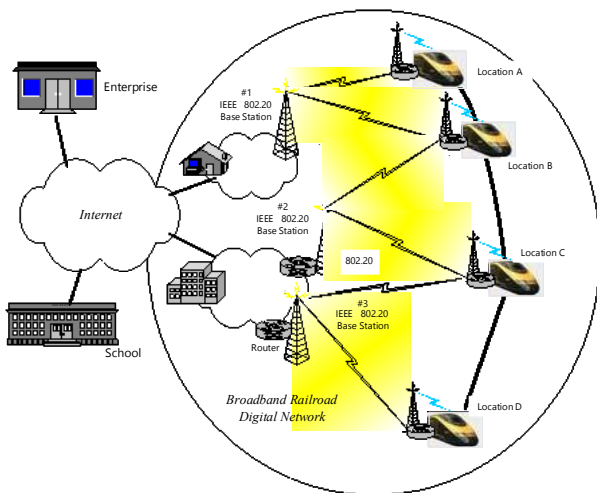 Enterprise
Internet
School
#1
IEEE 802.20
Base Station
Location A
Location B
#2
IEEE 802.20
Base Station
802.20
Location C
#3
IEEE 802.20
Base Station
Router
Broadband Railroad
Digital Network
Location D